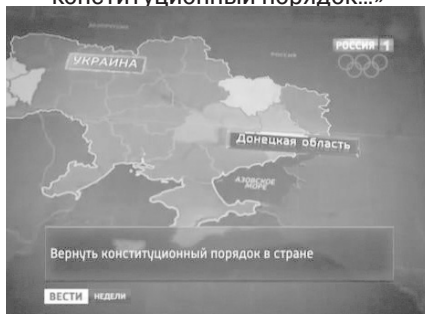 конституционный порядок...»
УКРАИНА
РОССИЯ 1
Донецкая область
АЗОВСКОЕ
МОРЕ
Вернуть конституционный порядок в стране
ВЕСТИ НЕДЕЛИ